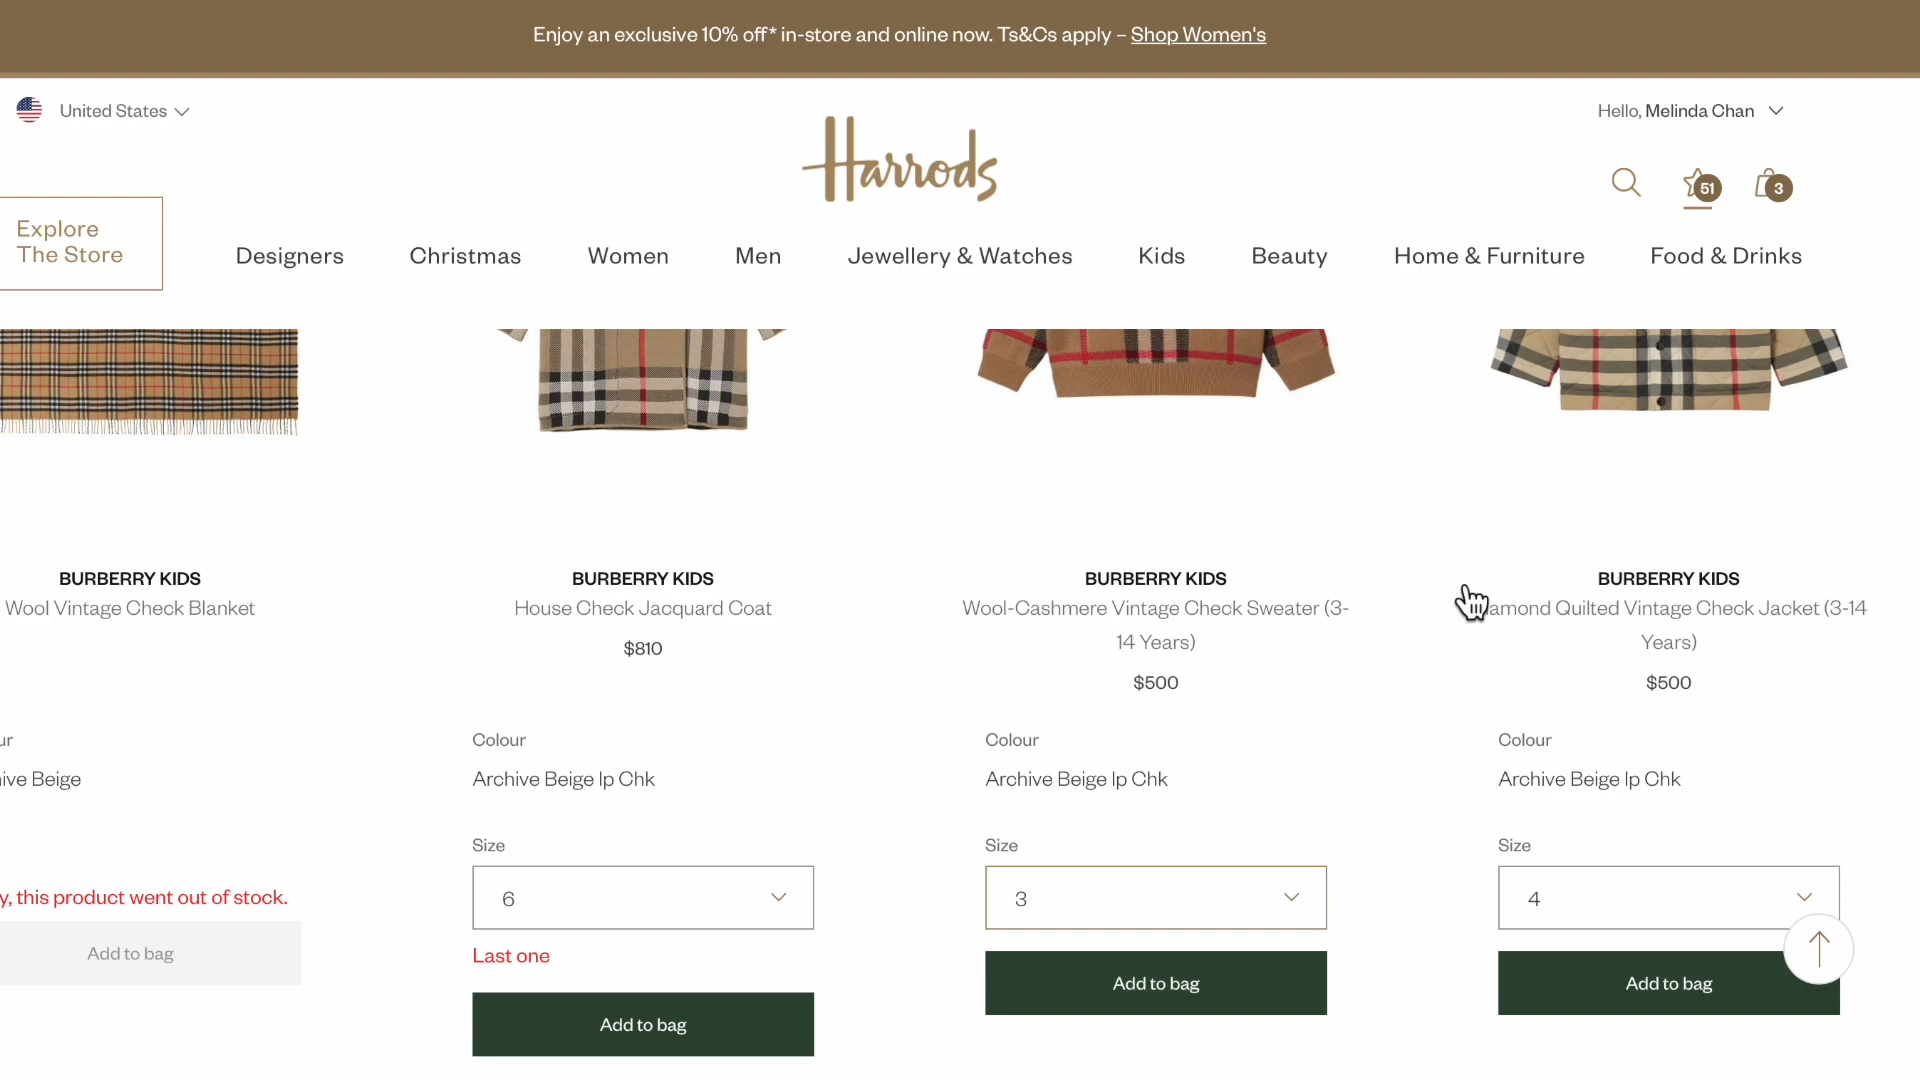 Enjoy an exclusive 10% off* in-store and online now. Ts&Cs apply – Shop Women's
United States
Hello, Melinda Chan
Harrods
51
3
Explore
The Store
Designers
Christmas
Women
Men
Jewellery & Watches
Kids
Beauty
Home & Furniture
Food & Drinks
BURBERRY KIDS
Wool Vintage Check Blanket
BURBERRY KIDS
House Check Jacquard Coat
$810
BURBERRY KIDS
Wool-Cashmere Vintage Check Sweater (3-
14 Years)
$500
BURBERRY KIDS
Quilted Vintage Check Jacket (3-14
Years)
$500
Beige
this product went out of stock.
Add to bag
Colour
Archive Beige Ip Chk
Size
6
Last one
Add to bag
Colour
Archive Beige Ip Chk
Size
3
Add to bag
Colour
Archive Beige Ip Chk
Size
4
Add to bag